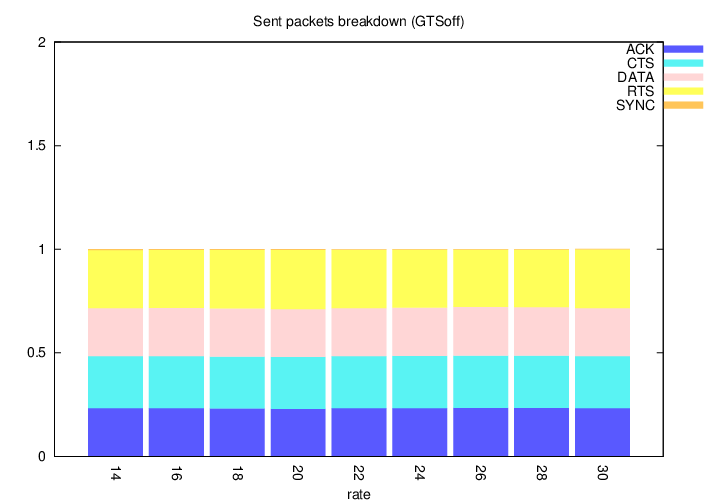 Sent packets breakdown (GTSoff)
2
1.5
1
0.5
0
ACK
CTS
DATA
RTS
SYNC
14 16 18 20 22 24 26 28 30
rate